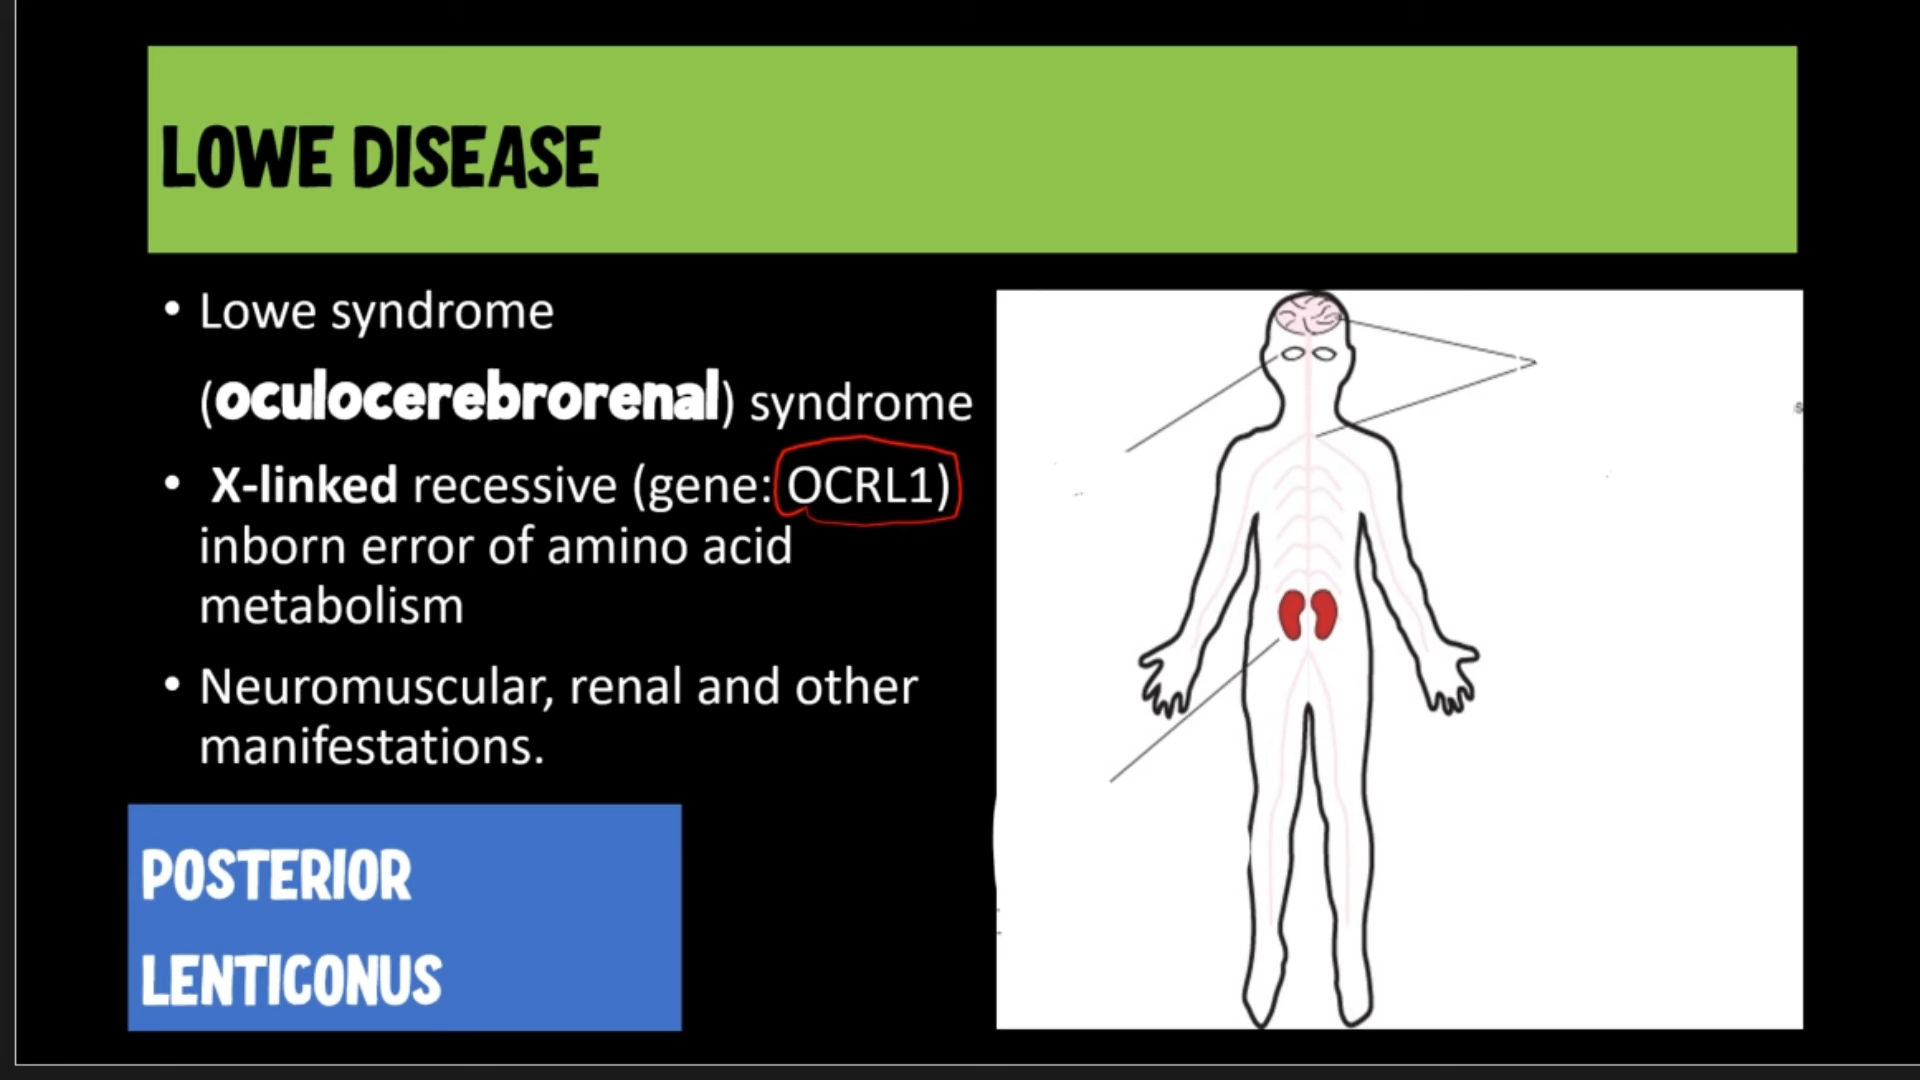 LOWE DISEASE
• Lowe syndrome
(oculocerebrorenal) syndrome
• X-linked recessive (gene: OCRL1)
inborn error of amino acid
metabolism
• Neuromuscular, renal and other
manifestations.
POSTERIOR
LENTICONUS